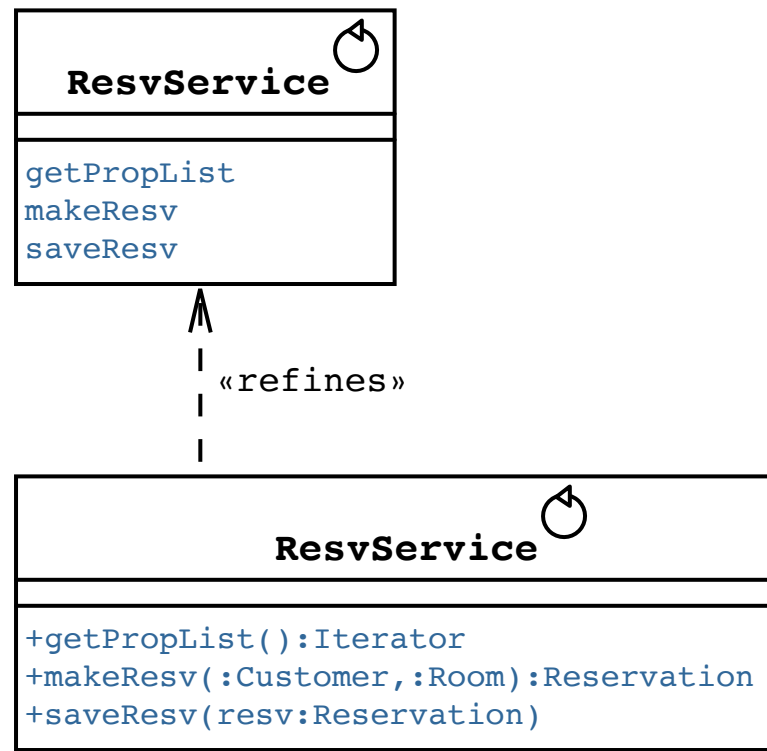 ResvService
getPropList
makeResv
saveResv
«refines»
ResvService
+getPropList():Iterator
+makeResv(:Customer,:Room):Reservation
+saveResv(resv:Reservation)